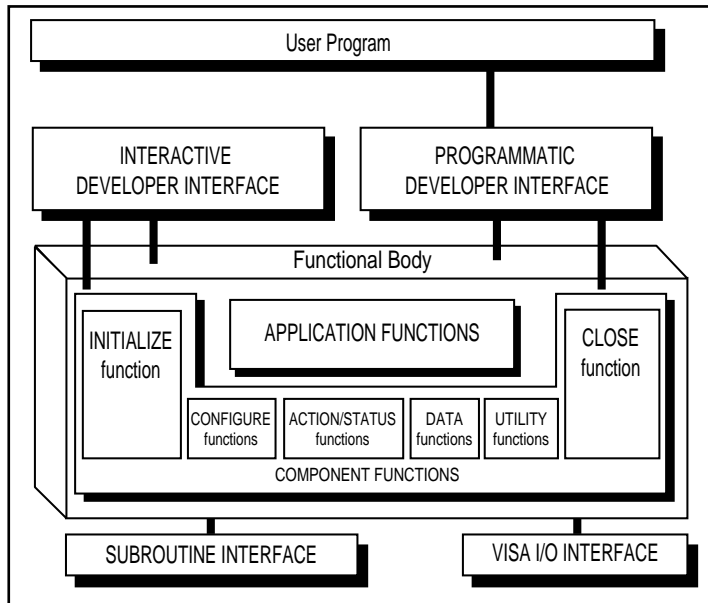 User Program
INTERACTIVE
DEVELOPER INTERFACE
PROGRAMMATIC
DEVELOPER INTERFACE
Functional Body
INITIALIZE
function
APPLICATION FUNCTIONS
CLOSE
function
CONFIGURE
functions
ACTION/STATUS
functions
DATA
functions
UTILITY
functions
COMPONENT FUNCTIONS
SUBROUTINE INTERFACE
VISA I/O INTERFACE